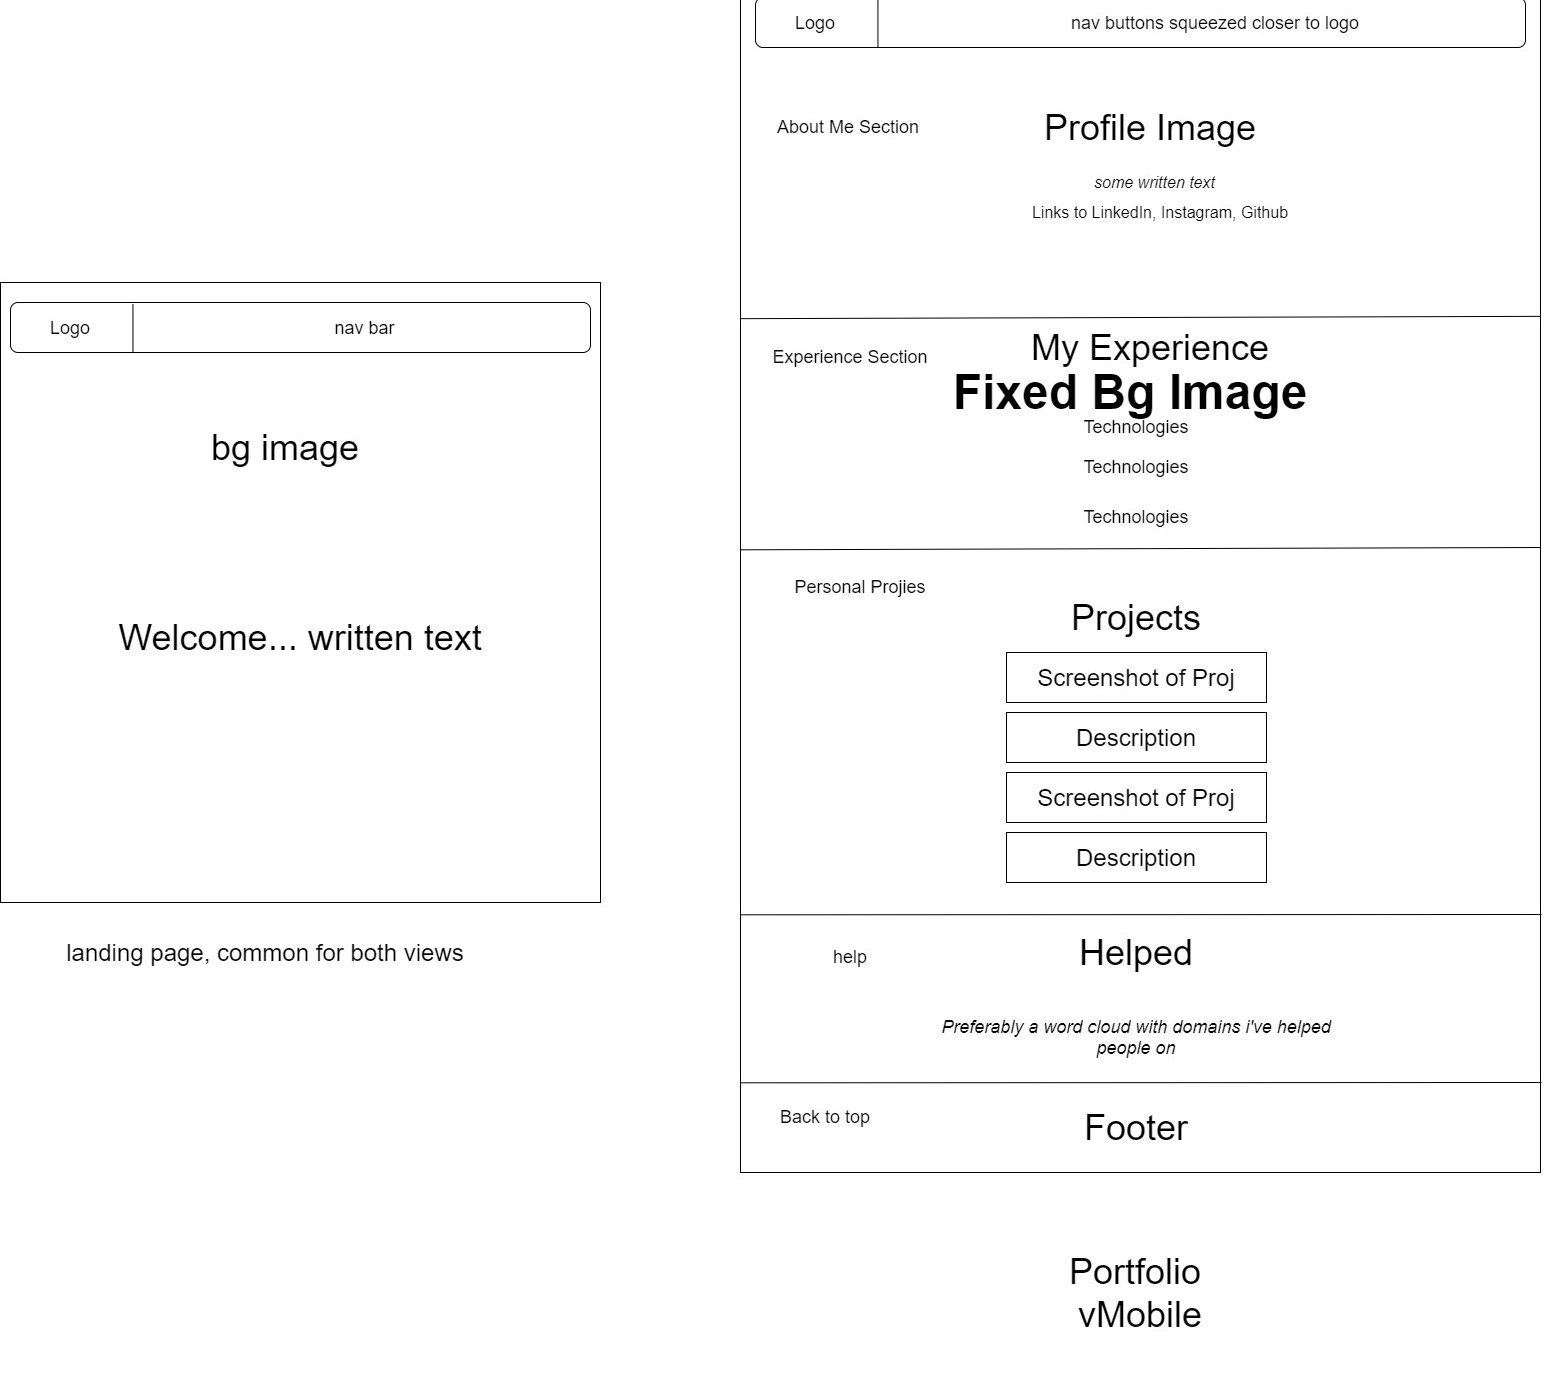 Logo
nav bar
bg image
Welcome... written text
landing page, common for both views
Logo
nav buttons squeezed closer to logo
About Me Section
Profile Image
some written text
Links to LinkedIn, Instagram, Github
Experience Section
My Experience
Fixed Bg Image
Technologies
Technologies
Technologies
Personal Projies
Projects
Screenshot of Proj
Description
Screenshot of Proj
Description
help
Helped
Preferably a word cloud with domains i've helped
people on
Back to top
Footer
Portfolio
vMobile